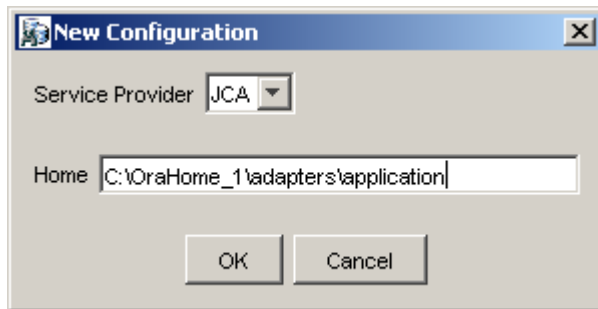 New Configuration
Service Provider JCA
Home C:\OraHome_1\adapters\application
OK Cancel